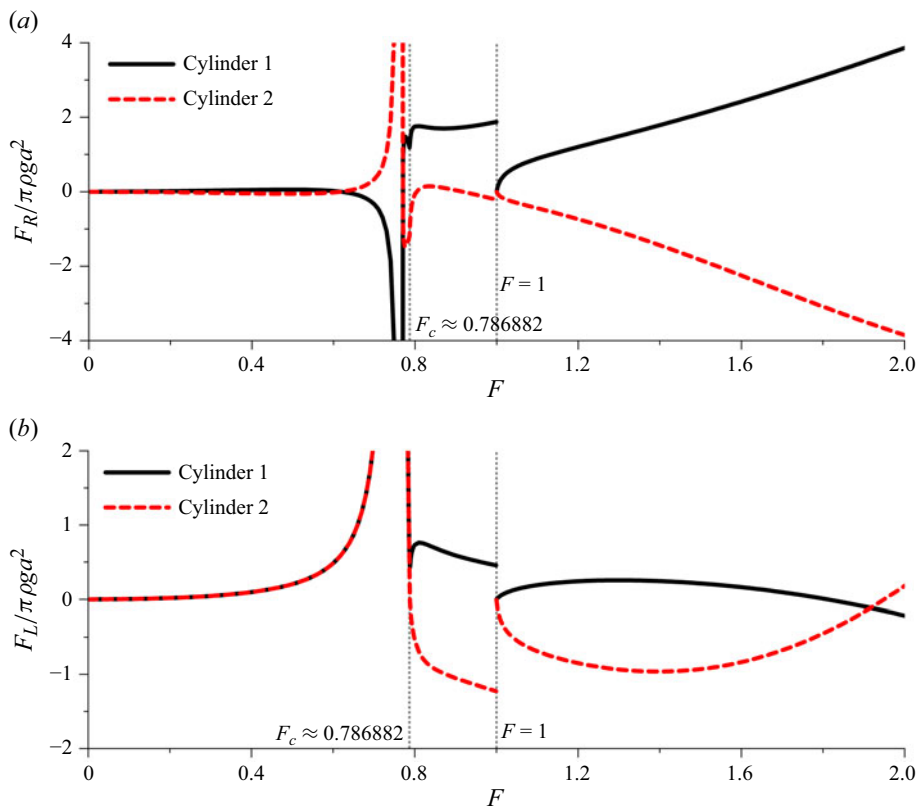 (a)
4
2
0
−2
−4
F_R/πρga²
Cylinder 1
Cylinder 2
F = 1
F_c ≈ 0.786882
0 0.4 0.8 1.2 1.6 2.0
F
(b)
2
1
0
−1
−2
F_L/πρga²
Cylinder 1
Cylinder 2
F_c ≈ 0.786882 F = 1
0 0.4 0.8 1.2 1.6 2.0
F